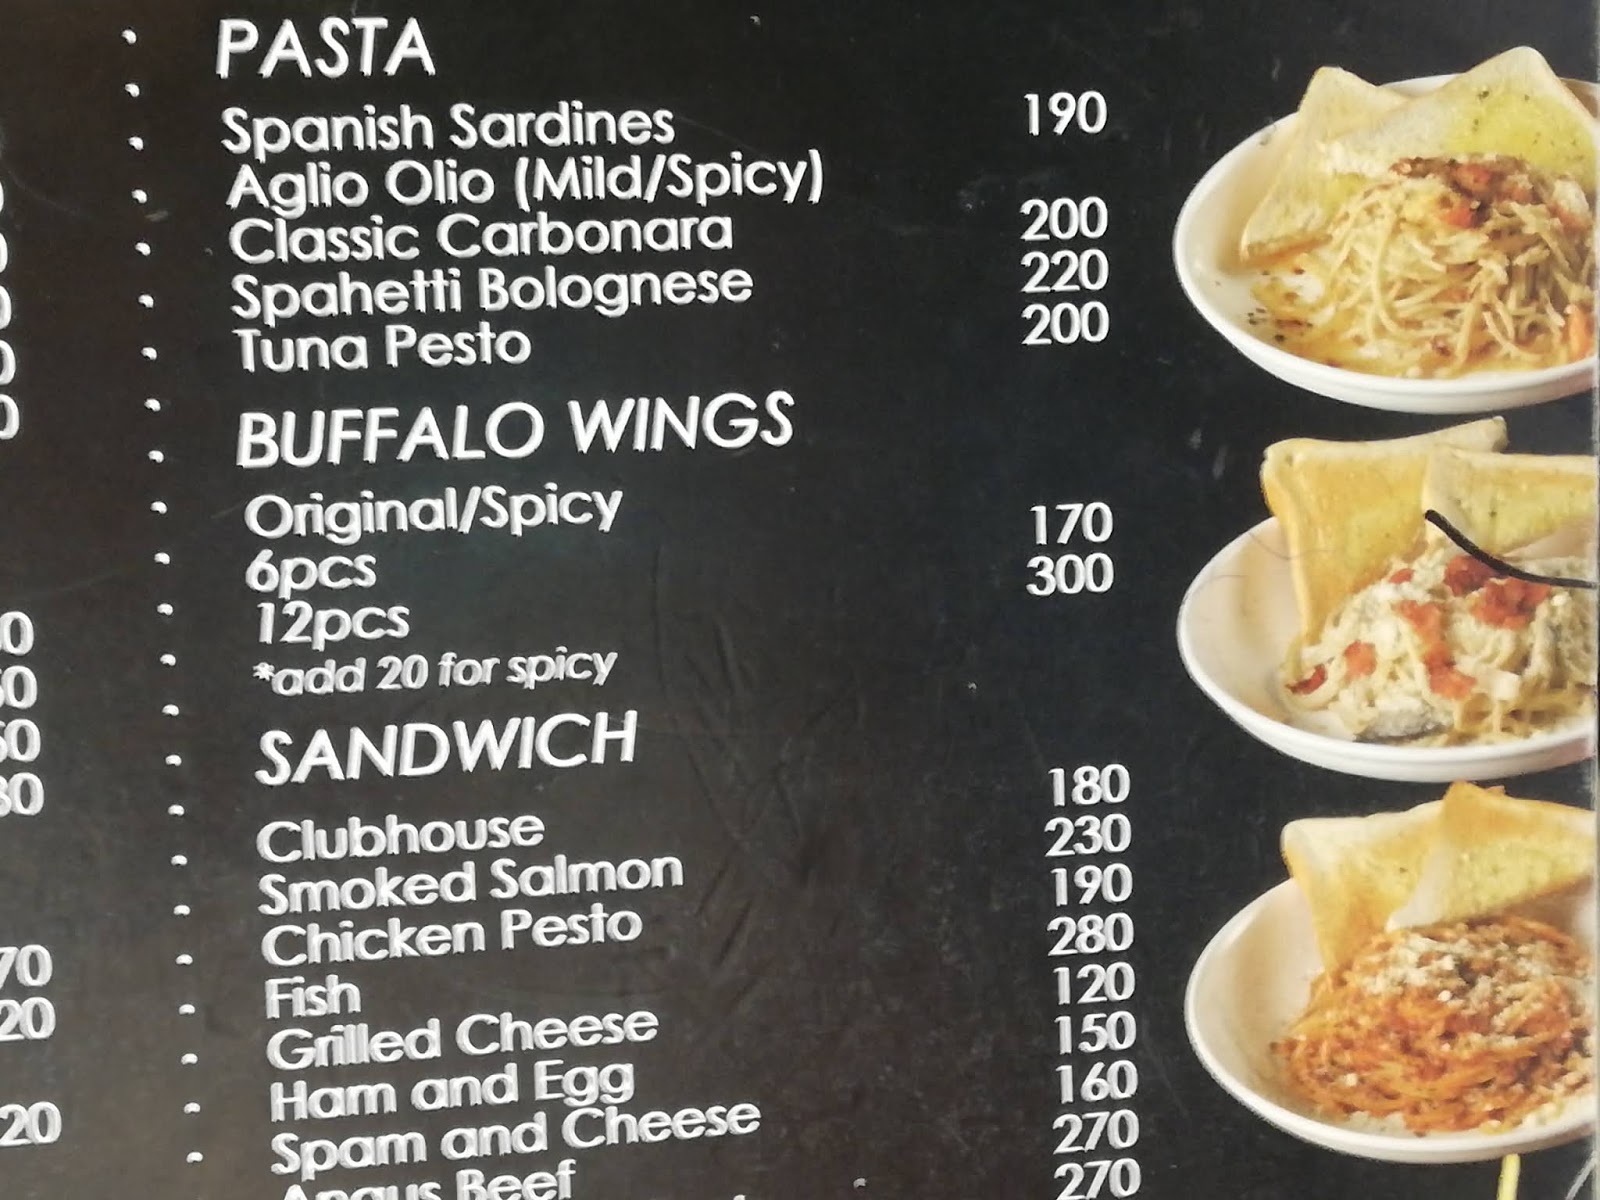 PASTA
Spanish Sardines 190
Aglio Olio (Mild/Spicy)
Classic Carbonara 200
Spahetti Bolognese 220
Tuna Pesto 200
BUFFALO WINGS
Original/Spicy
6pcs 170
12pcs 300
*add 20 for spicy
SANDWICH
Clubhouse 180
Smoked Salmon 230
Chicken Pesto 190
Fish 280
Grilled Cheese 120
Ham and Egg 150
Spam and Cheese 160
Angus Beef 270
270